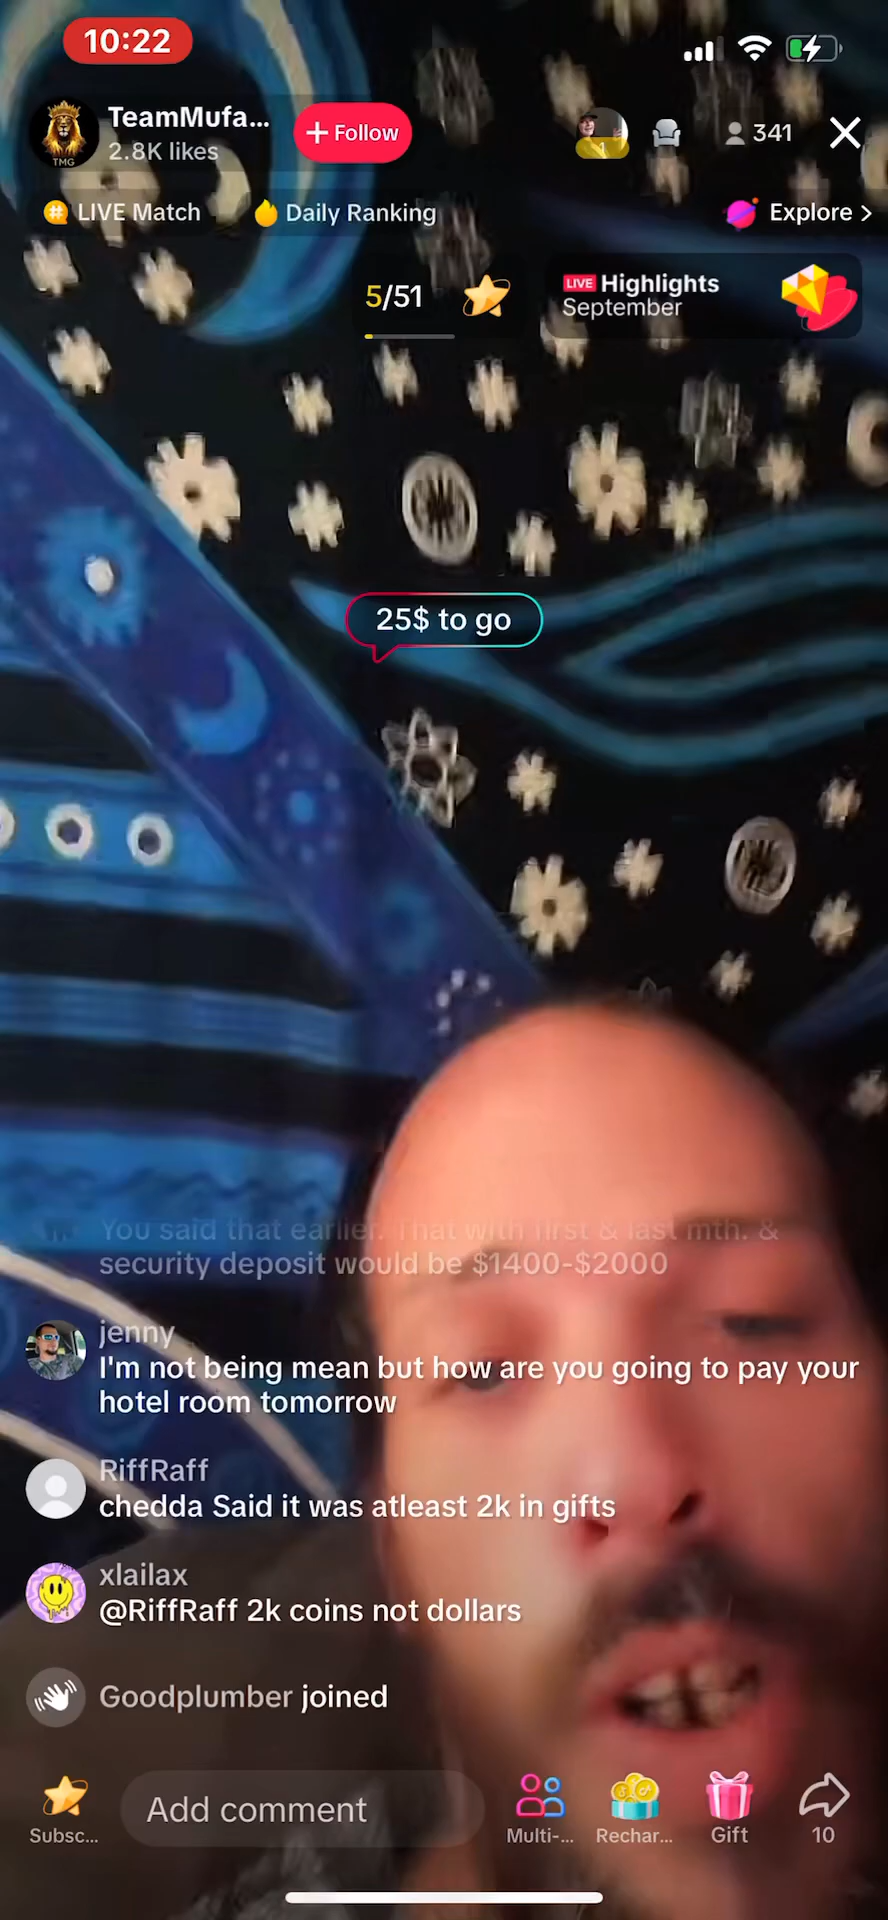 10:22
TeamMufa...
2.8K likes
+ Follow
1
341
TMG
LIVE Match
Daily Ranking
Explore >
5/51
LIVE Highlights
September
25$ to go
You said that earlier. That with first & last mth. &
security deposit would be $1400-$2000
jenny
I'm not being mean but how are you going to pay your
hotel room tomorrow
RiffRaff
chedda Said it was atleast 2k in gifts
xlailax
@RiffRaff 2k coins not dollars
Goodplumber joined
Subsc...
Add comment
Multi-...
Rechar...
Gift
10